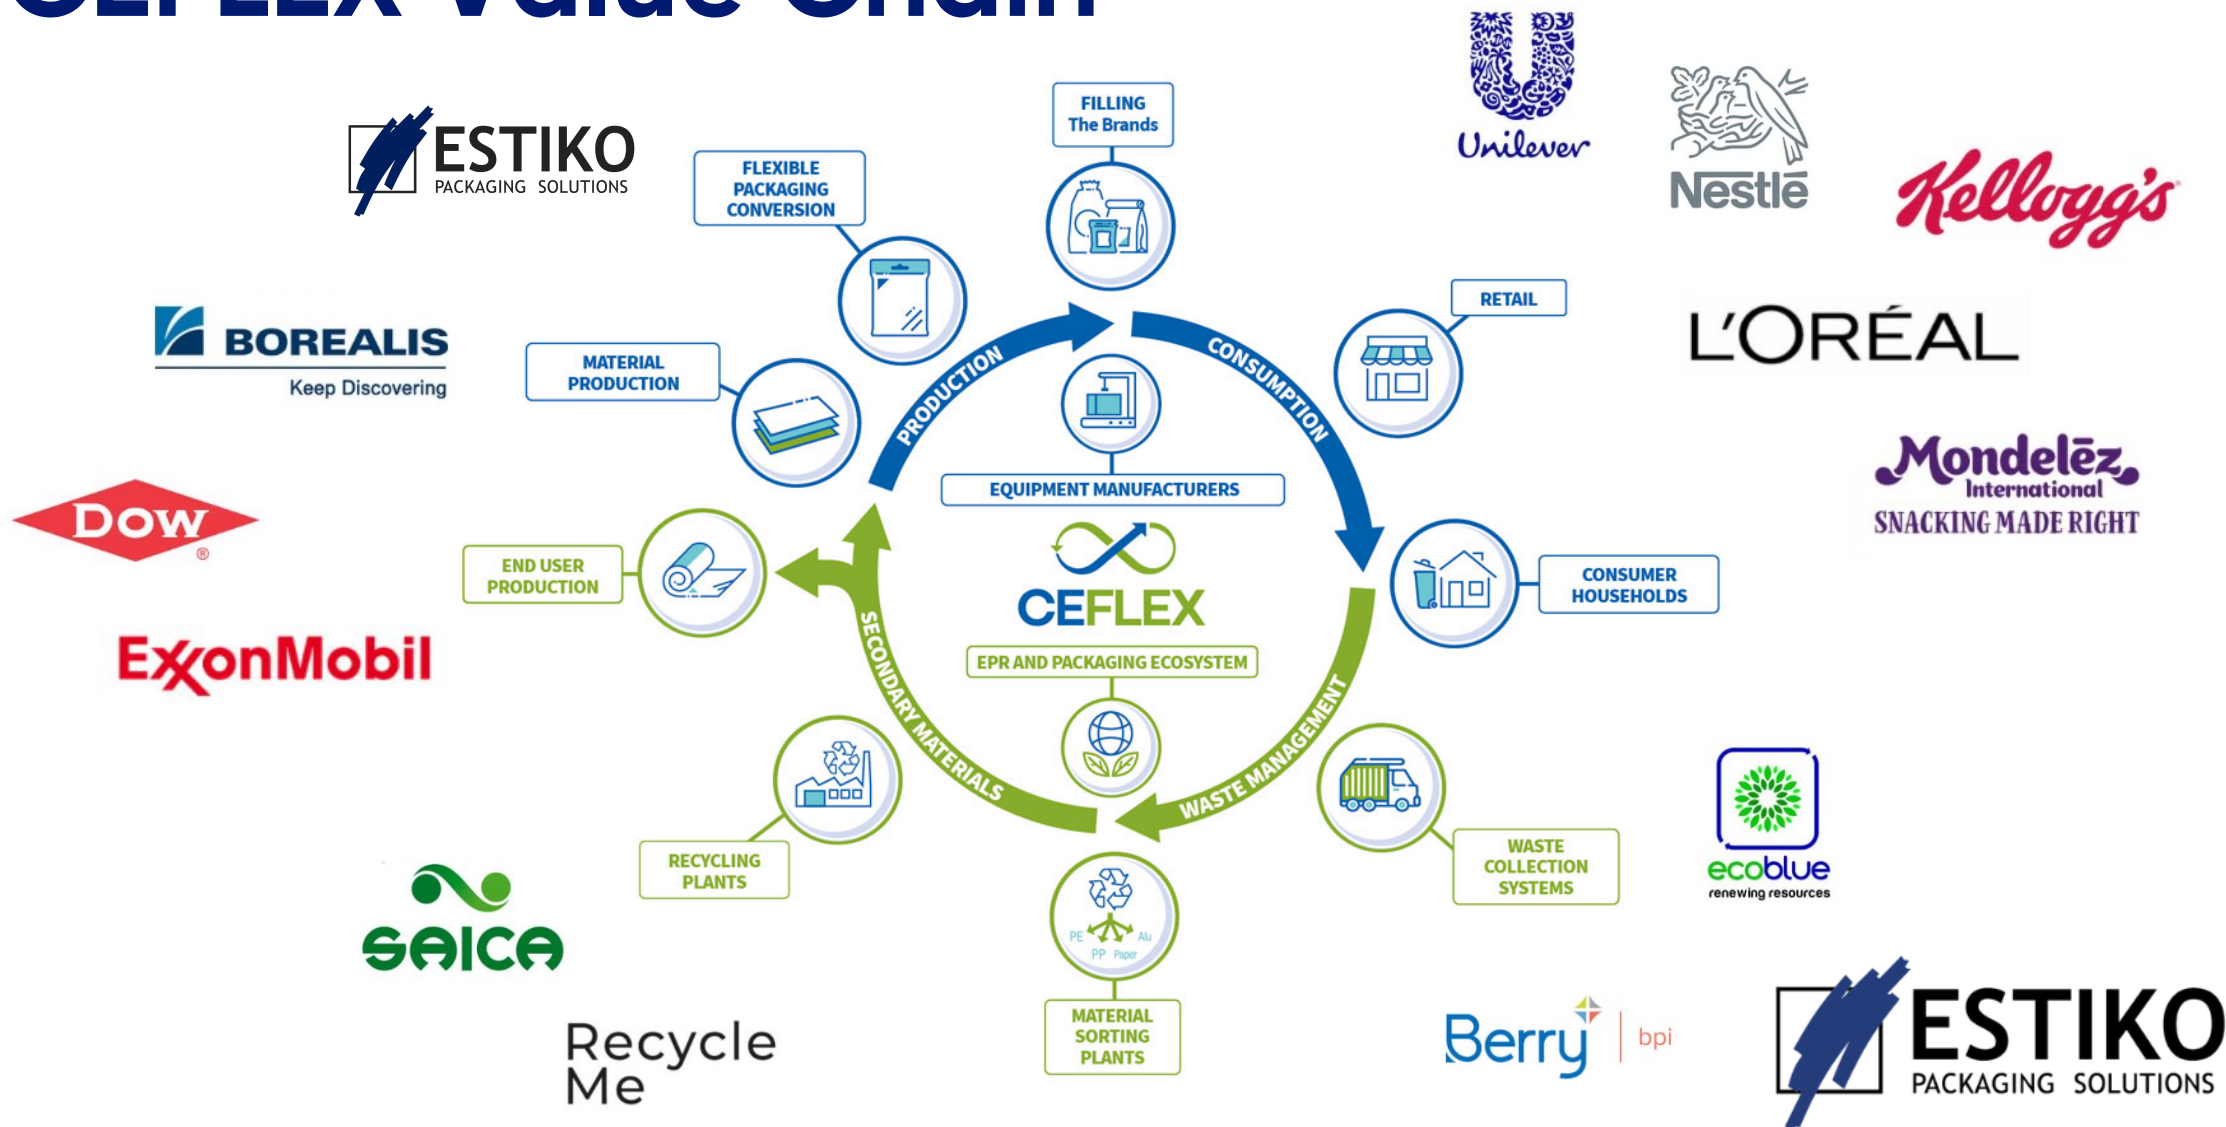 CEFLEX Value Chain
ESTIKO
PACKAGING SOLUTIONS
FLEXIBLE
PACKAGING
CONVERSION
FILLING
The Brands
Unilever
Nestlé
Kellogg's
BOREALIS
Keep Discovering
MATERIAL
PRODUCTION
RETAIL
L'ORÉAL
PRODUCTION
CONSUMPTION
EQUIPMENT MANUFACTURERS
Mondelēz
International
SNACKING MADE RIGHT
DOW
®
END USER
PRODUCTION
CEFLEX
CONSUMER
HOUSEHOLDS
ExxonMobil
EPR AND PACKAGING ECOSYSTEM
SECONDARY MATERIALS
WASTE MANAGEMENT
RECYCLING
PLANTS
WASTE
COLLECTION
SYSTEMS
ecoblue
renewing resources
SAICA
PE
Alu
PP
Paper
MATERIAL
SORTING
PLANTS
Recycle
Me
Berry
bpi
ESTIKO
PACKAGING SOLUTIONS